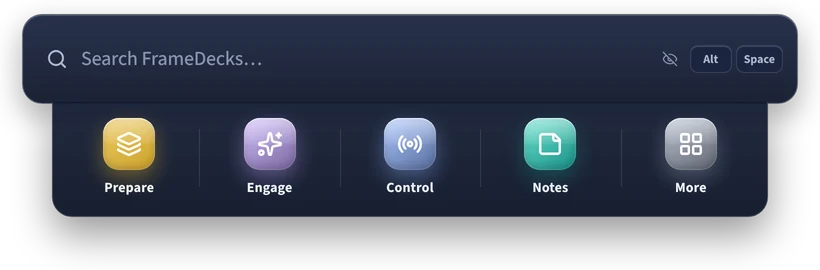 Search FrameDecks...
Alt
Space
Prepare
Engage
Control
Notes
More